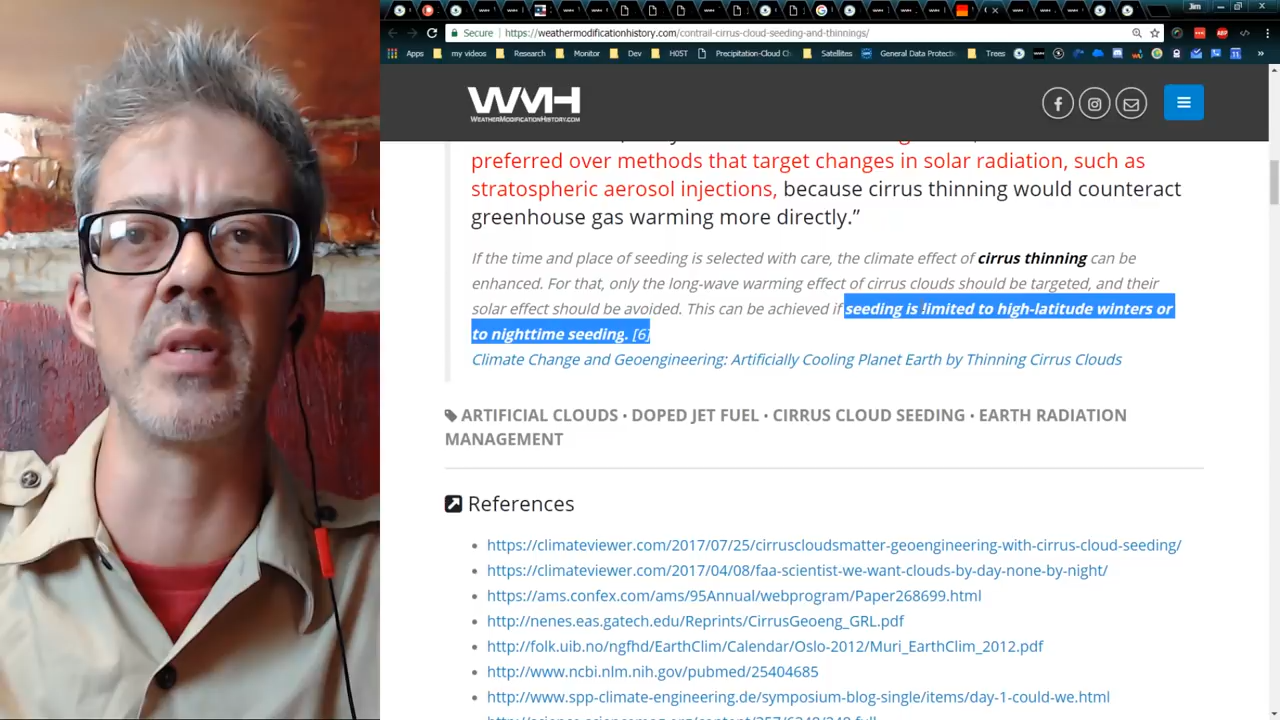 Jim
Secure
https://weathermodificationhistory.com/contrail-cirrus-cloud-seeding-and-thinnings/
Apps my videos Research Monitor Dev H05T Precipitation-Cloud C Satellites General Data Protecti Trees
WMH
WEATHERMODIFICATIONHISTORY.COM
preferred over methods that target changes in solar radiation, such as
stratospheric aerosol injections, because cirrus thinning would counteract
greenhouse gas warming more directly.”
If the time and place of seeding is selected with care, the climate effect of cirrus thinning can be
enhanced. For that, only the long-wave warming effect of cirrus clouds should be targeted, and their
solar effect should be avoided. This can be achieved if seeding is limited to high-latitude winters or
to nighttime seeding. [6]
Climate Change and Geoengineering: Artificially Cooling Planet Earth by Thinning Cirrus Clouds
ARTIFICIAL CLOUDS · DOPED JET FUEL · CIRRUS CLOUD SEEDING · EARTH RADIATION
MANAGEMENT
References
https://climateviewer.com/2017/07/25/cirruscloudsmatter-geoengineering-with-cirrus-cloud-seeding/
https://climateviewer.com/2017/04/08/faa-scientist-we-want-clouds-by-day-none-by-night/
https://ams.confex.com/ams/95Annual/webprogram/Paper268699.html
http://nenes.eas.gatech.edu/Reprints/CirrusGeoeng_GRL.pdf
http://folk.uib.no/ngfhd/EarthClim/Calendar/Oslo-2012/Muri_EarthClim_2012.pdf
http://www.ncbi.nlm.nih.gov/pubmed/25404685
http://www.spp-climate-engineering.de/symposium-blog-single/items/day-1-could-we.html